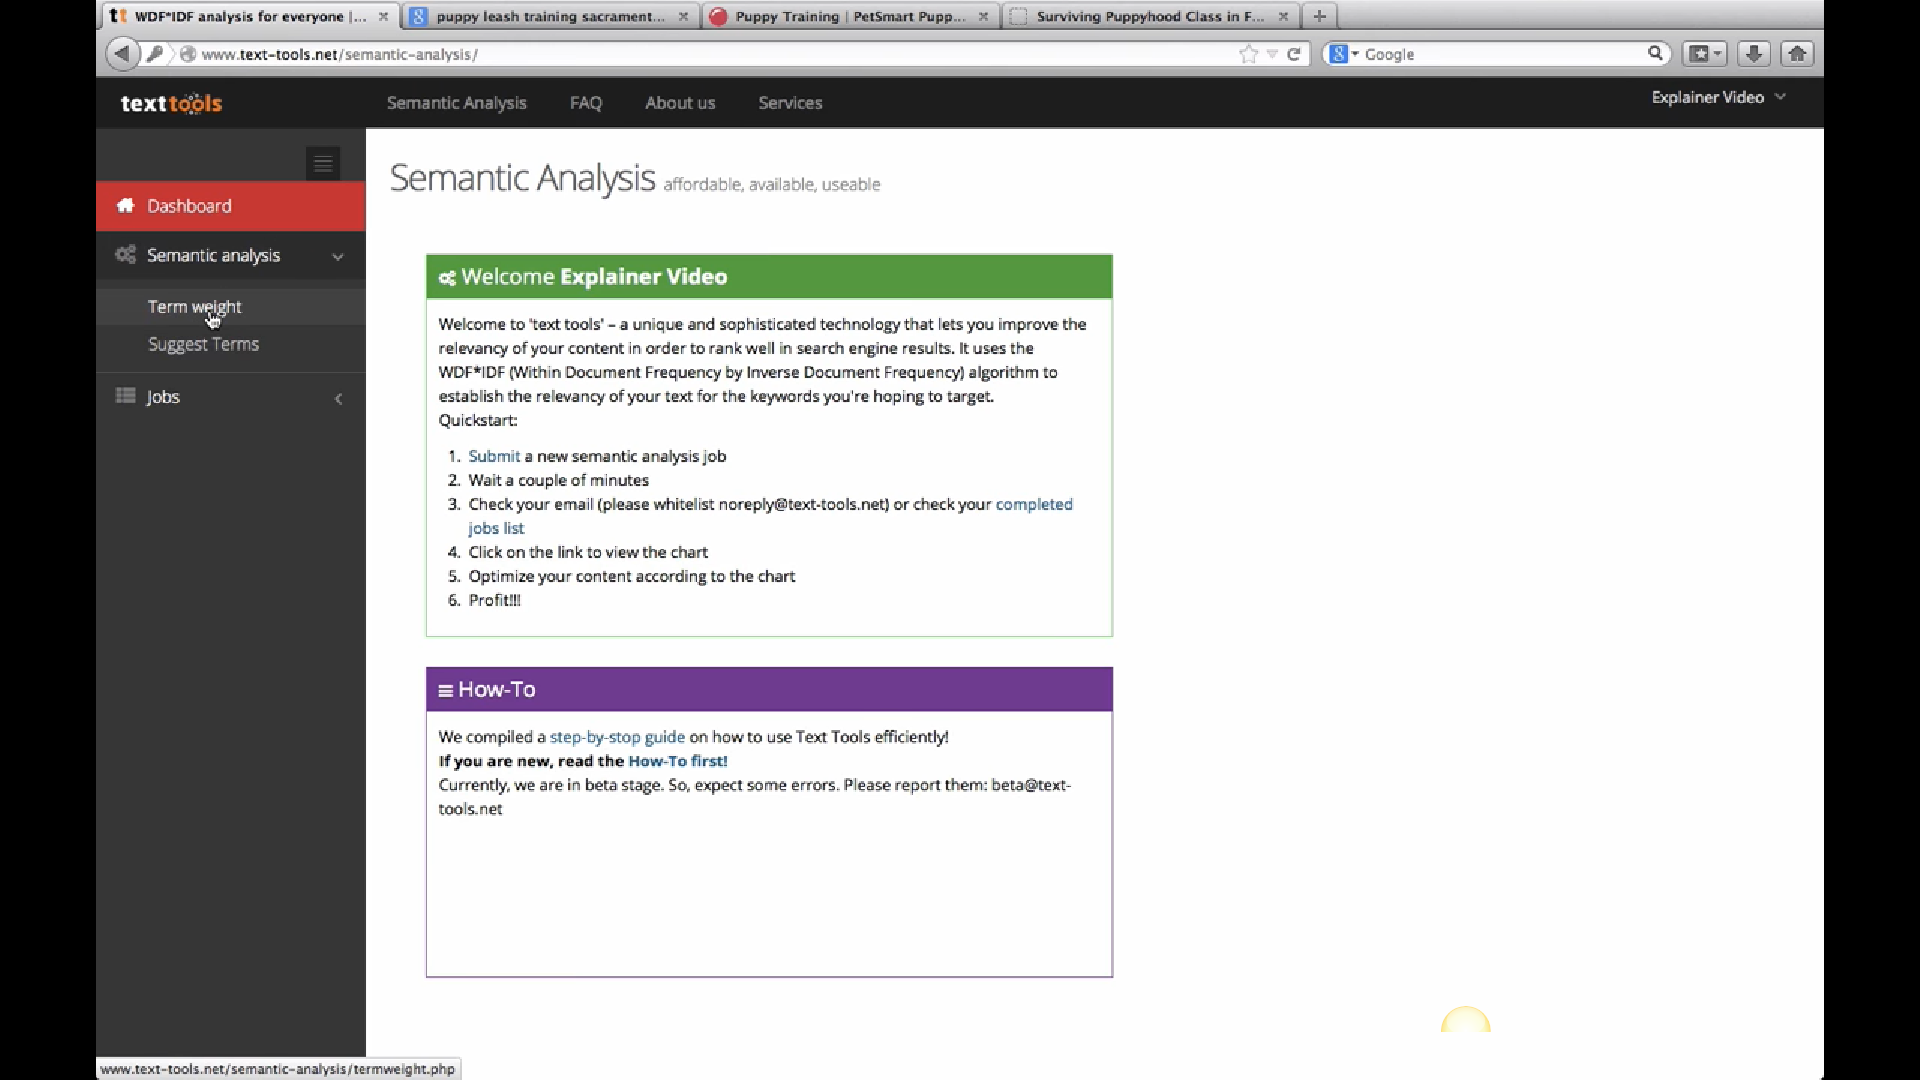 tt WDF*IDF analysis for everyone |...
puppy leash training sacrament...
Puppy Training | PetSmart Pupp...
Surviving Puppyhood Class in F...
www.text-tools.net/semantic-analysis/
Google
texttools
Semantic Analysis
FAQ
About us
Services
Explainer Video
Dashboard
Semantic analysis
Term weight
Suggest Terms
Jobs
Semantic Analysis affordable, available, useable
Welcome Explainer Video
Welcome to 'text tools' – a unique and sophisticated technology that lets you improve the
relevancy of your content in order to rank well in search engine results. It uses the
WDF*IDF (Within Document Frequency by Inverse Document Frequency) algorithm to
establish the relevancy of your text for the keywords you're hoping to target.
Quickstart:
1. Submit a new semantic analysis job
2. Wait a couple of minutes
3. Check your email (please whitelist noreply@text-tools.net) or check your completed
jobs list
4. Click on the link to view the chart
5. Optimize your content according to the chart
6. Profit!!!
How-To
We compiled a step-by-stop guide on how to use Text Tools efficiently!
If you are new, read the How-To first!
Currently, we are in beta stage. So, expect some errors. Please report them: beta@text-
tools.net
www.text-tools.net/semantic-analysis/termweight.php